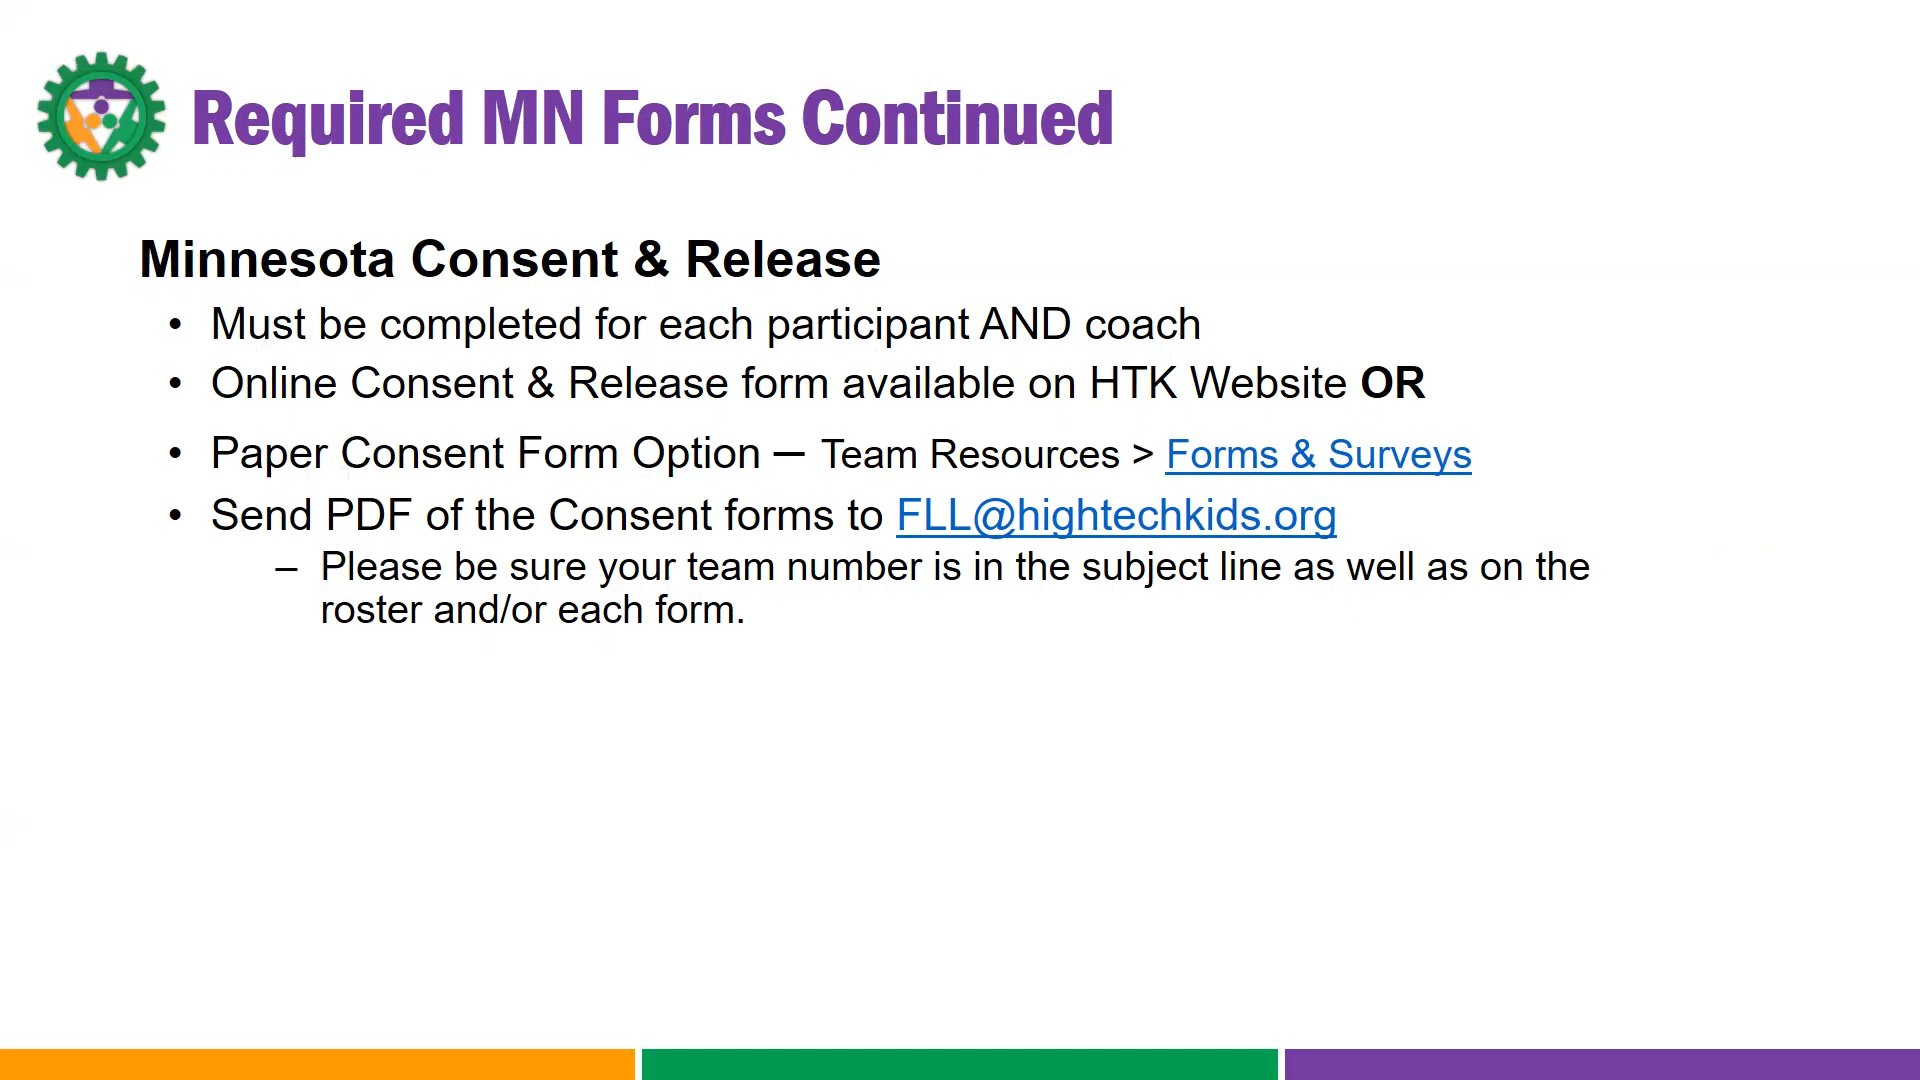 Required MN Forms Continued
Minnesota Consent & Release
• Must be completed for each participant AND coach
• Online Consent & Release form available on HTK Website OR
• Paper Consent Form Option — Team Resources > Forms & Surveys
• Send PDF of the Consent forms to FLL@hightechkids.org
– Please be sure your team number is in the subject line as well as on the
roster and/or each form.